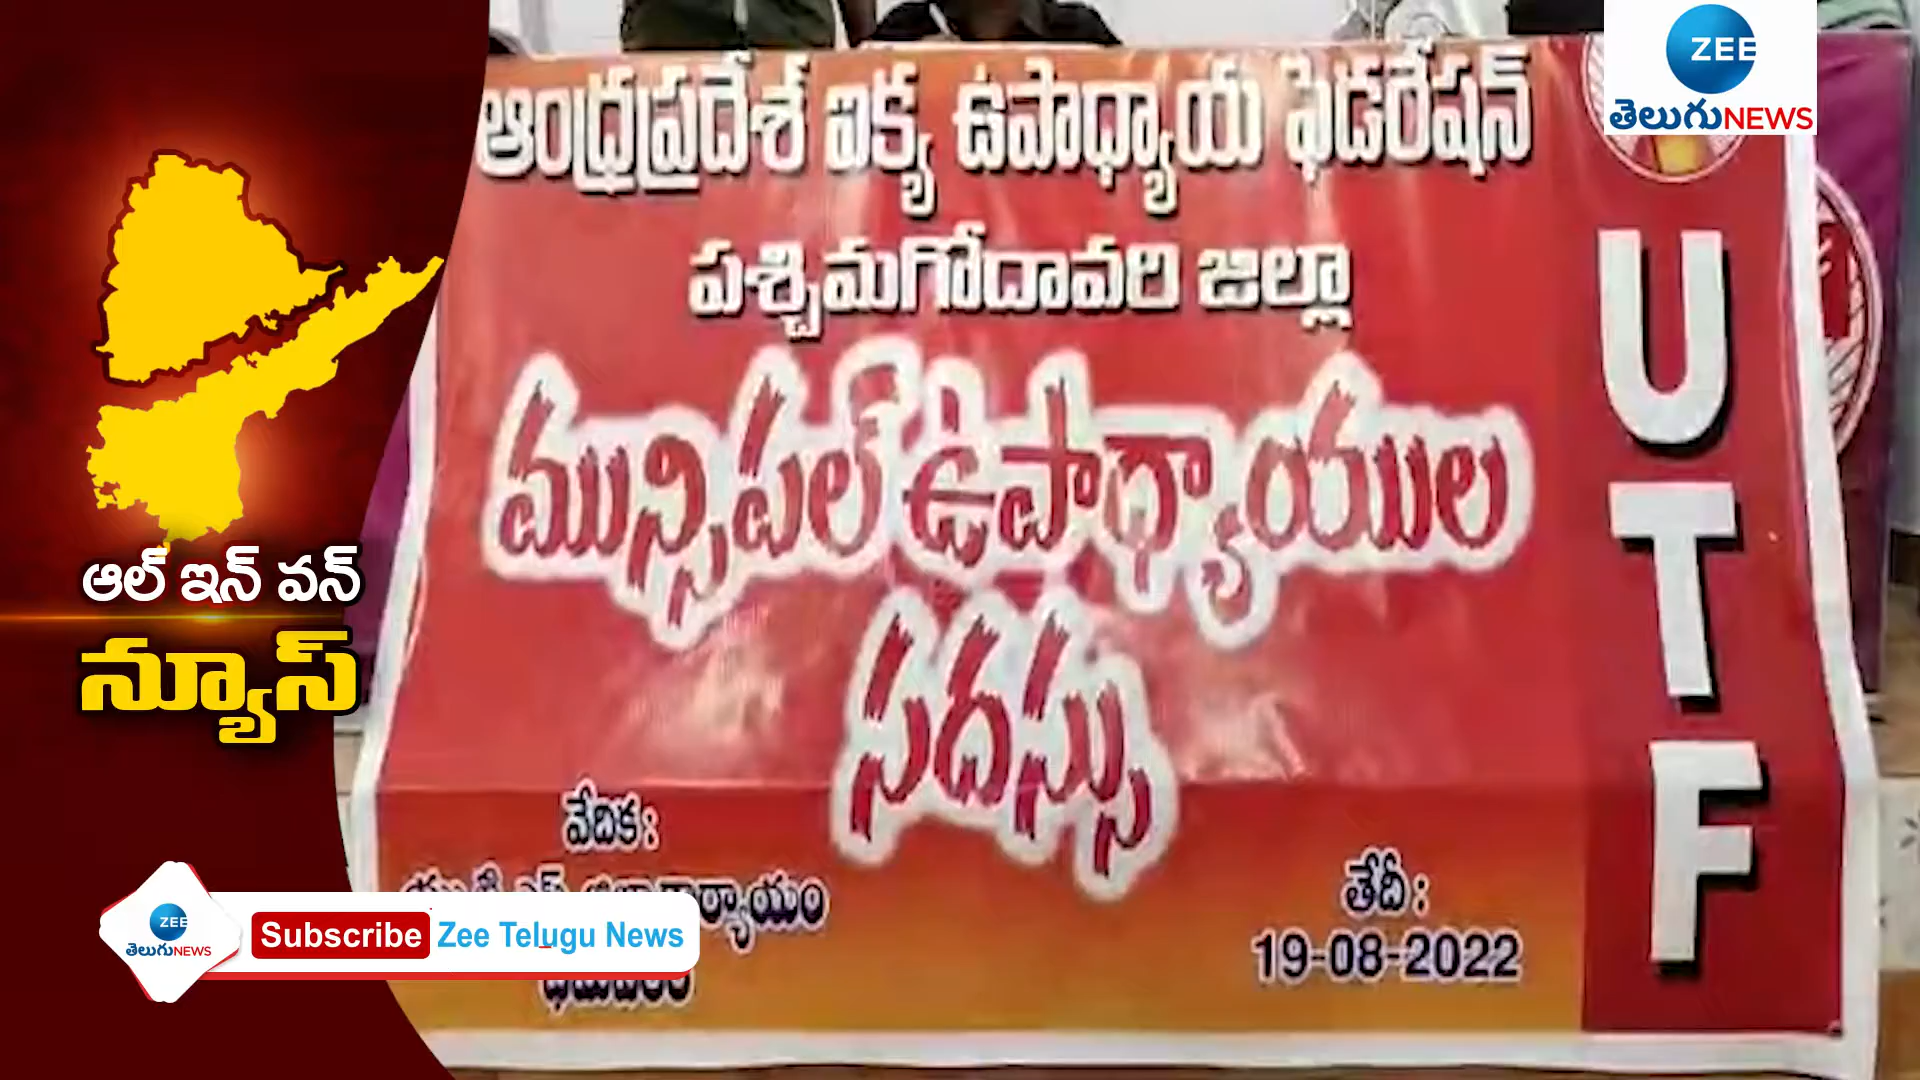 ఆంధ్రప్రదేశ్ ఐక్య ఉపాధ్యాయ ఫెడరేషన్
పశ్చిమగోదావరి జిల్లా
మున్సిపల్ ఉపాధ్యాయుల
సదస్సు
వేదిక:
తేదీ:
19-08-2022
UTF
ZEE
తెలుగు NEWS
ఆల్ ఇన్ వన్
న్యూస్
ZEE
తెలుగు NEWS
Subscribe Zee Telugu News